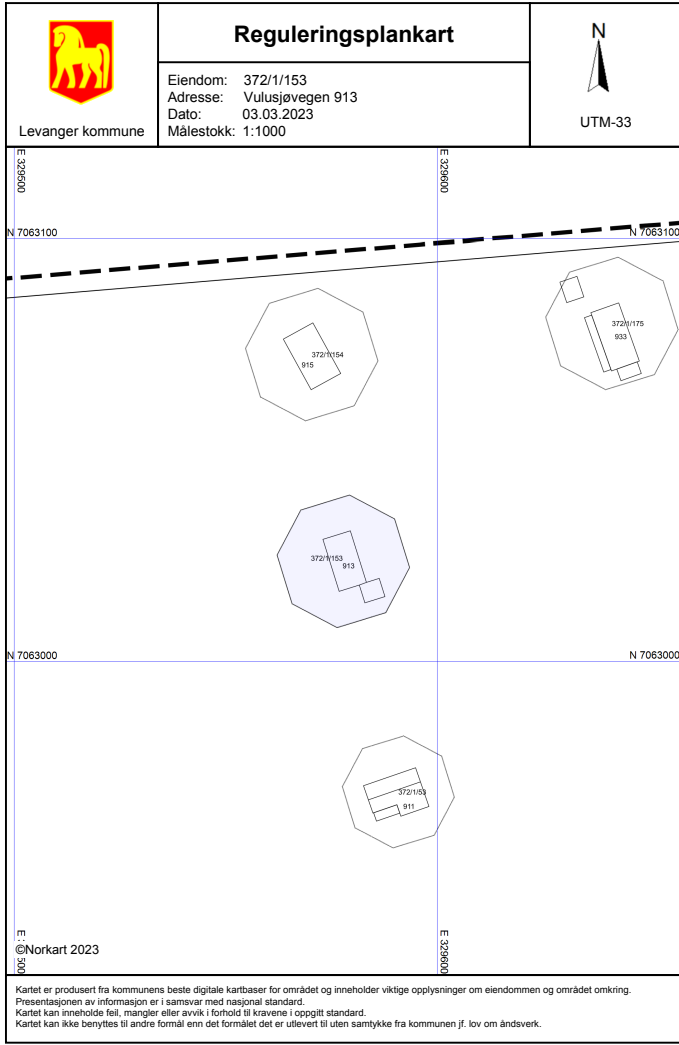 Reguleringsplankart
Eiendom: 372/1/153
Adresse: Vulusjøvegen 913
Dato: 03.03.2023
Målestokk: 1:1000
Levanger kommune
N
UTM-33
E 329500
E 329600
N 7063100
N 7063100
372/1/175
933
372/1/154
915
372/1/153
913
N 7063000
N 7063000
372/1/53
911
E 329600
©Norkart 2023
Kartet er produsert fra kommunens beste digitale kartbaser for området og inneholder viktige opplysninger om eiendommen og området omkring.
Presentasjonen av informasjon er i samsvar med nasjonal standard.
Kartet kan inneholde feil, mangler eller avvik i forhold til kravene i oppgitt standard.
Kartet kan ikke benyttes til andre formål enn det formålet det er utlevert til uten samtykke fra kommunen jf. lov om åndsverk.